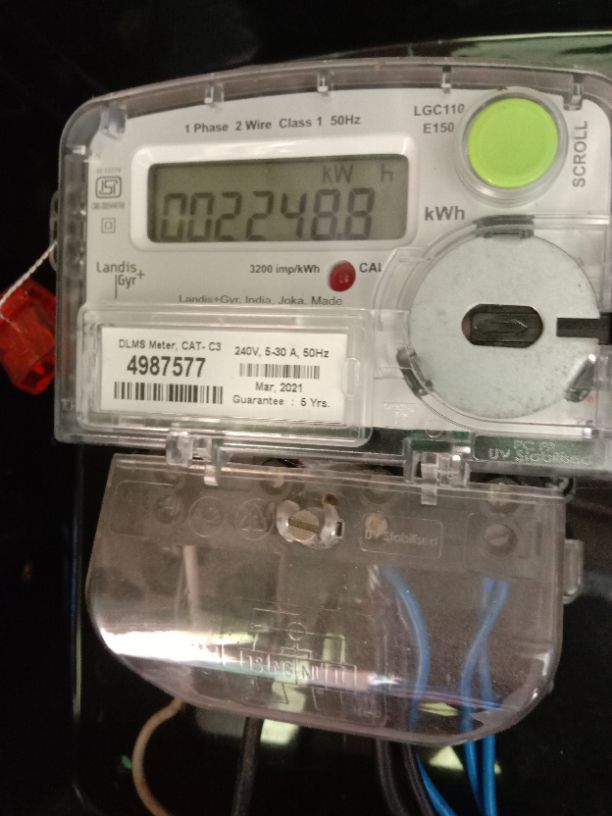 1 Phase 2 Wire Class 1 50Hz
LGC110
E150
SCROLL
kW h
002248.8
kWh
Landis
Gyr+
3200 imp/kWh
CAL
Landis+Gyr, India, Joka, Made
DLMS Meter, CAT- C3
4987577
240V, 5-30 A, 50Hz
Mar, 2021
Guarantee : 5 Yrs.
UV Stabilised
UV Stabilised